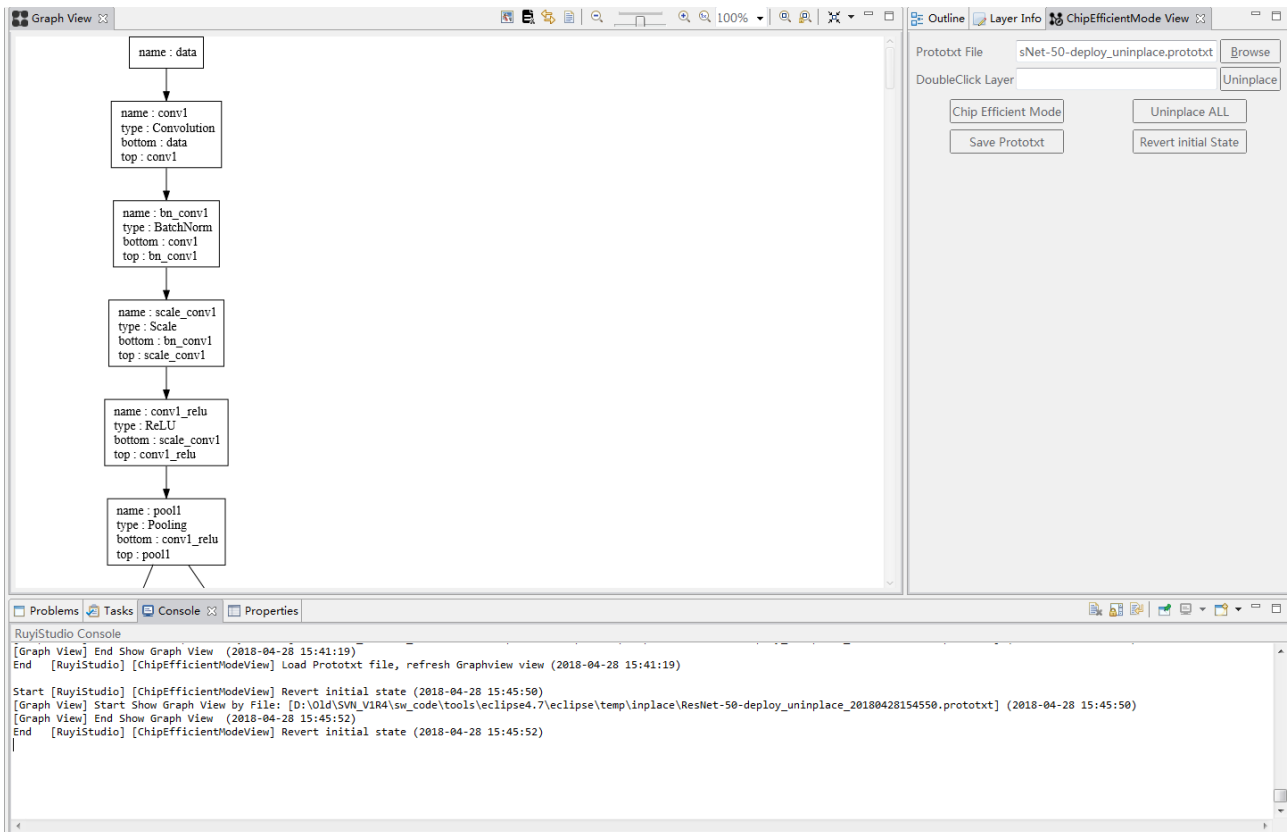 Graph View
100%
name : data
name : conv1
type : Convolution
bottom : data
top : conv1
name : bn_conv1
type : BatchNorm
bottom : conv1
top : bn_conv1
name : scale_conv1
type : Scale
bottom : bn_conv1
top : scale_conv1
name : conv1_relu
type : ReLU
bottom : scale_conv1
top : conv1_relu
name : pool1
type : Pooling
bottom : conv1_relu
top : pool1
Outline Layer Info ChipEfficientMode View
Prototxt File sNet-50-deploy_uninplace.prototxt Browse
DoubleClick Layer Uninplace
Chip Efficient Mode Uninplace ALL
Save Prototxt Revert initial State
Problems Tasks Console Properties
RuyiStudio Console
[Graph View] End Show Graph View (2018-04-28 15:41:19)
End [RuyiStudio] [ChipEfficientModeView] Load Prototxt file, refresh Graphview view (2018-04-28 15:41:19)
Start [RuyiStudio] [ChipEfficientModeView] Revert initial state (2018-04-28 15:45:50)
[Graph View] Start Show Graph View by File: [D:\Old\SVN_V1R4\sw_code\tools\eclipse4.7\eclipse\temp\inplace\ResNet-50-deploy_uninplace_20180428154550.prototxt] (2018-04-28 15:45:50)
[Graph View] End Show Graph View (2018-04-28 15:45:52)
End [RuyiStudio] [ChipEfficientModeView] Revert initial state (2018-04-28 15:45:52)